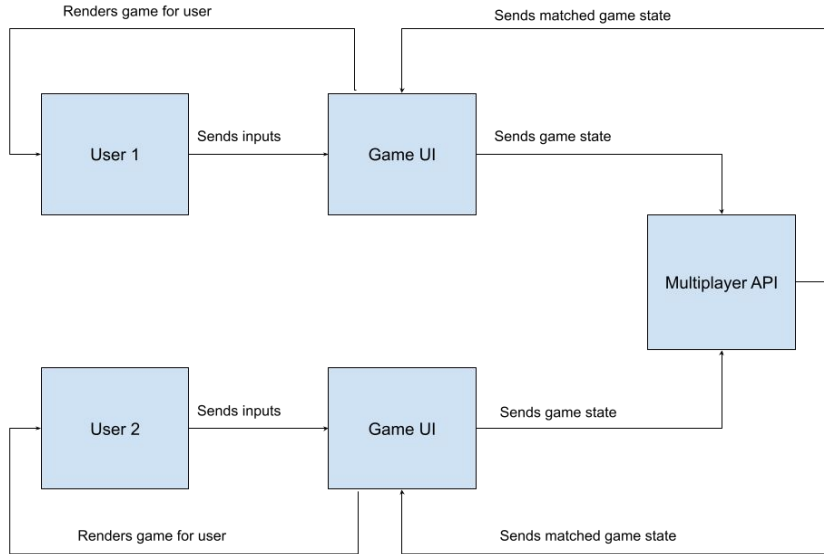 Renders game for user
Sends matched game state
User 1
Sends inputs
Game UI
Sends game state
Multiplayer API
User 2
Sends inputs
Game UI
Sends game state
Renders game for user
Sends matched game state